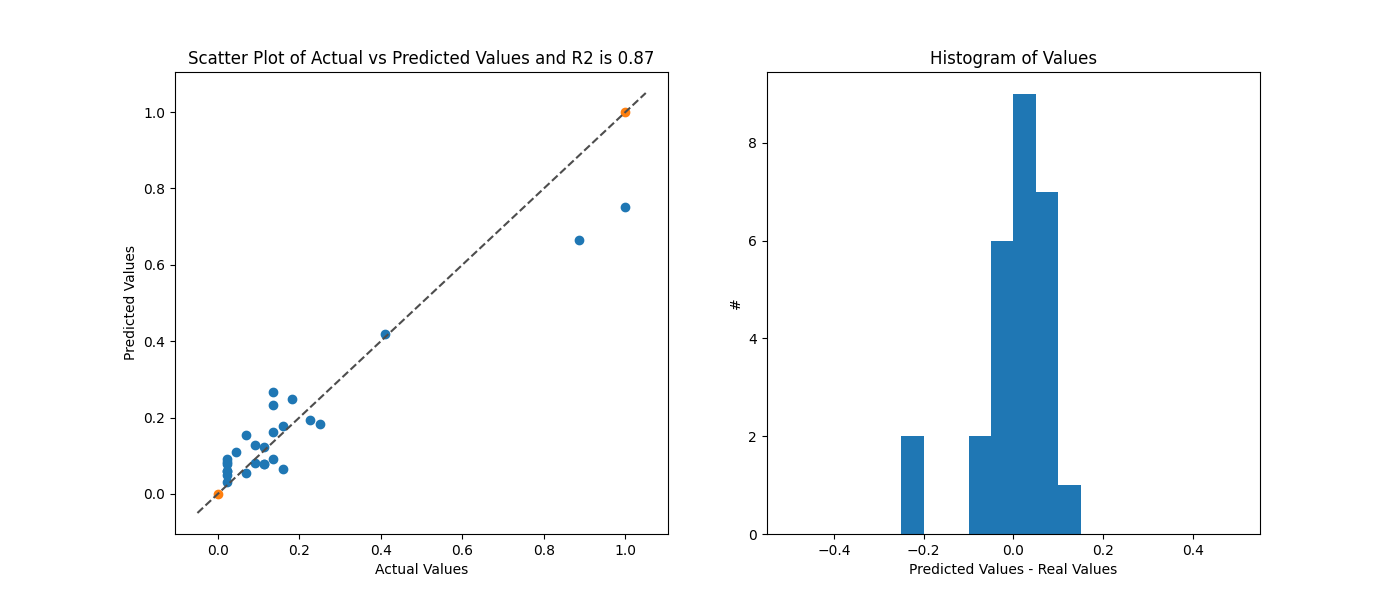 Scatter Plot of Actual vs Predicted Values and R2 is 0.87
1.0
0.8
0.6
0.4
0.2
0.0
Predicted Values
0.0 0.2 0.4 0.6 0.8 1.0
Actual Values
Histogram of Values
8
6
4
2
0
#
−0.4 −0.2 0.0 0.2 0.4
Predicted Values - Real Values